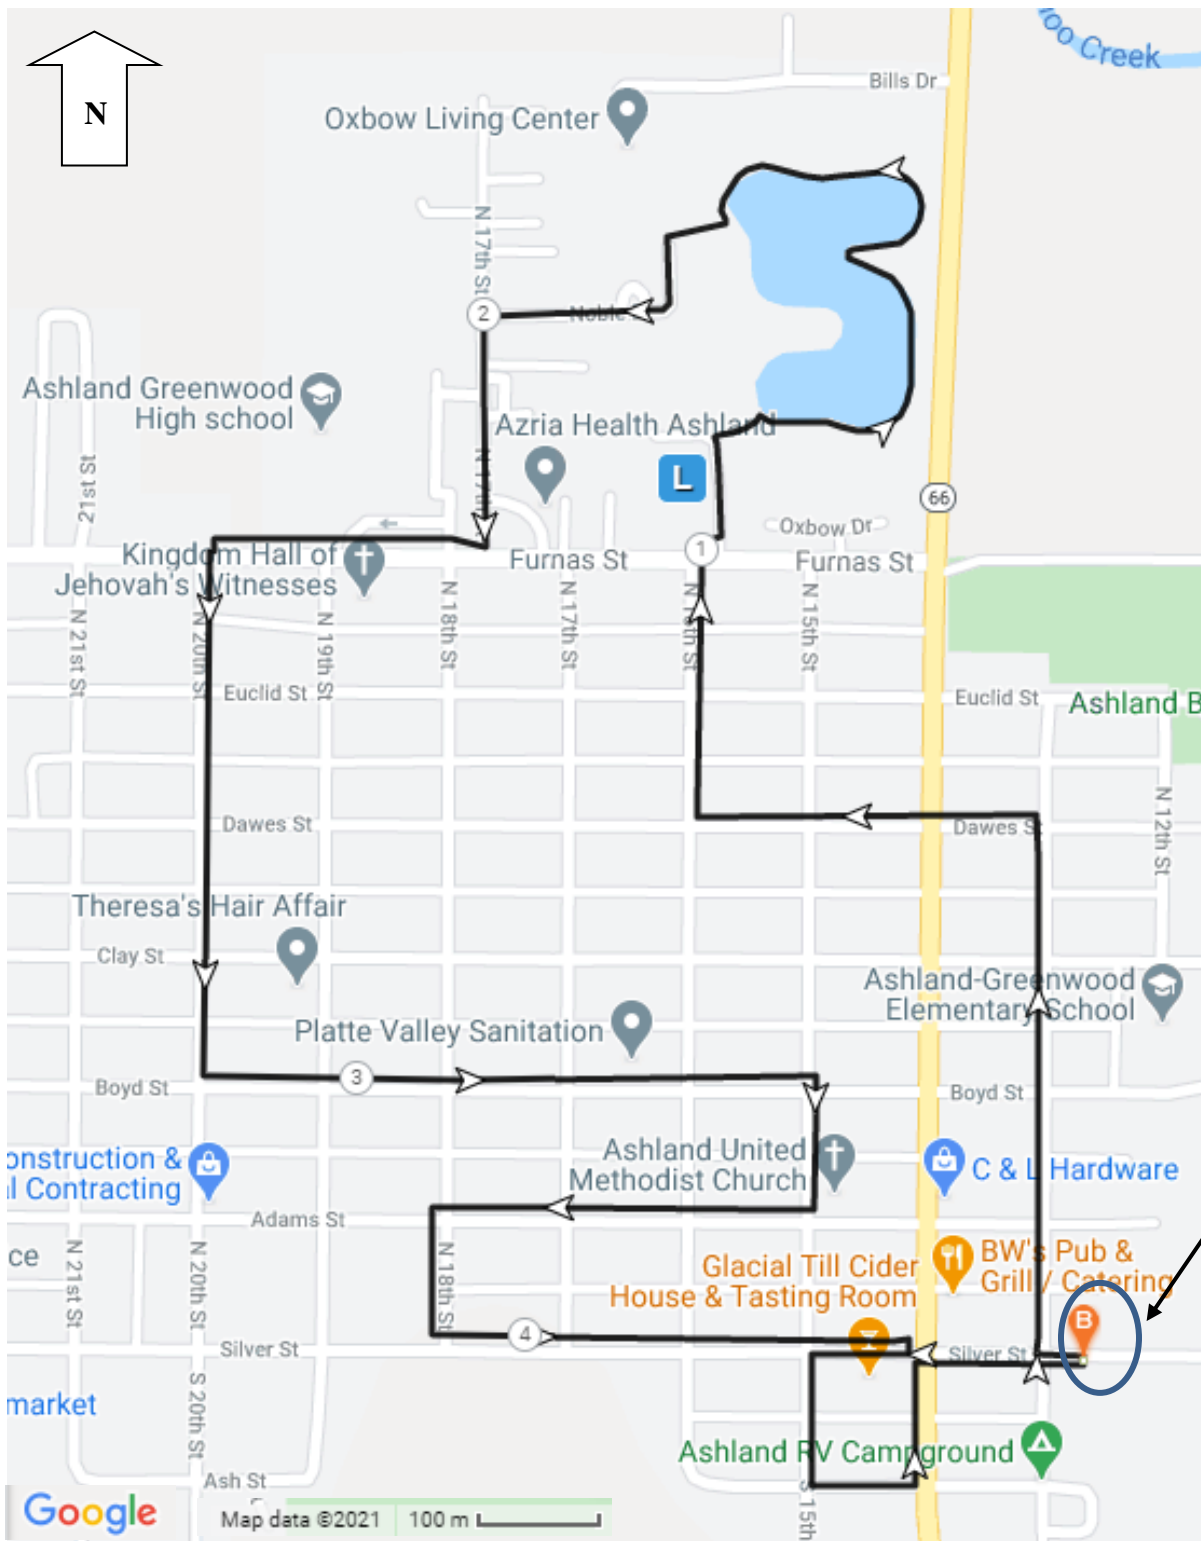 oo Creek
Bills Dr
N
Oxbow Living Center
N 17th St
2
Noble
Ashland Greenwood
High school
Azria Health Ashland
N 17th
L
21st St
66
Oxbow Dr
1
Kingdom Hall of
Jehovah's Witnesses
Furnas St
Furnas St
N 21st St
N 20th St
N 19th St
N 18th St
N 17th St
N 16th St
N 15th St
Euclid St
Euclid St
Ashland B
Dawes St
Dawes St
N 12th St
Theresa's Hair Affair
Clay St
Ashland-Greenwood
Elementary School
Platte Valley Sanitation
3
Boyd St
Boyd St
onstruction &
l Contracting
Ashland United
Methodist Church
C & L Hardware
Adams St
ce
N 21st St
N 20th St
N 18th St
Glacial Till Cider
House & Tasting Room
BW's Pub &
Grill / Catering
B
4
Silver St
Silver St
market
S 20th St
Ashland RV Campground
Ash St
S 15th
Google
Map data ©2021
100 m